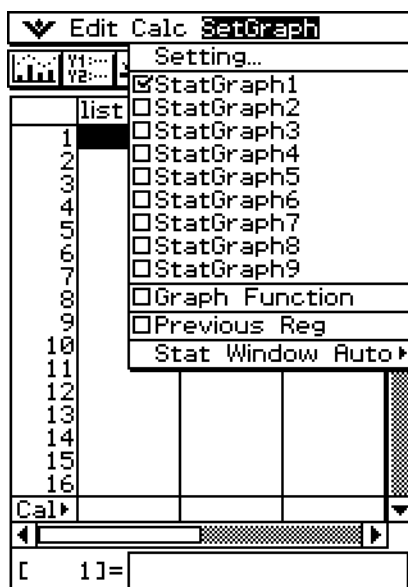 Edit Calc SetGraph
Y1:···
Y2:···
Setting...
StatGraph1
StatGraph2
StatGraph3
StatGraph4
StatGraph5
StatGraph6
StatGraph7
StatGraph8
StatGraph9
Graph Function
Previous Reg
Stat Window Auto
list
1
2
3
4
5
6
7
8
9
10
11
12
13
14
15
16
Cal
[ 1]=